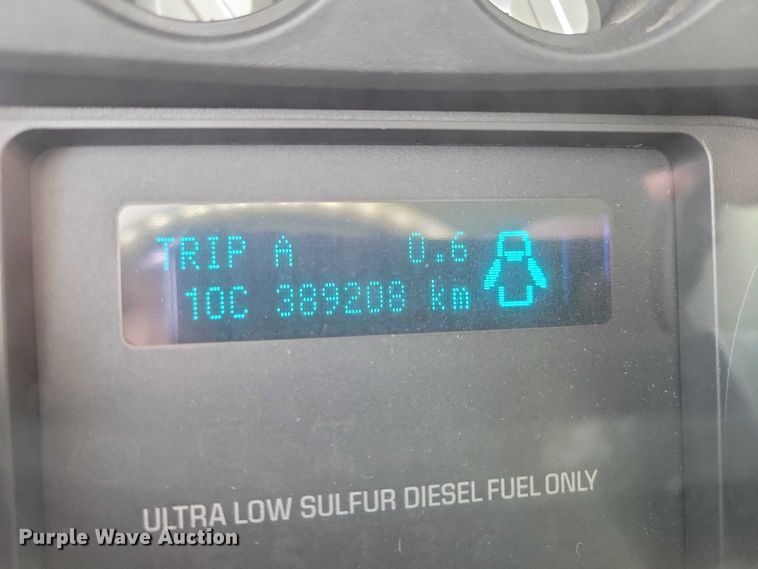 TRIP A 0.6
10C 389208 km
ULTRA LOW SULFUR DIESEL FUEL ONLY
Purple Wave Auction